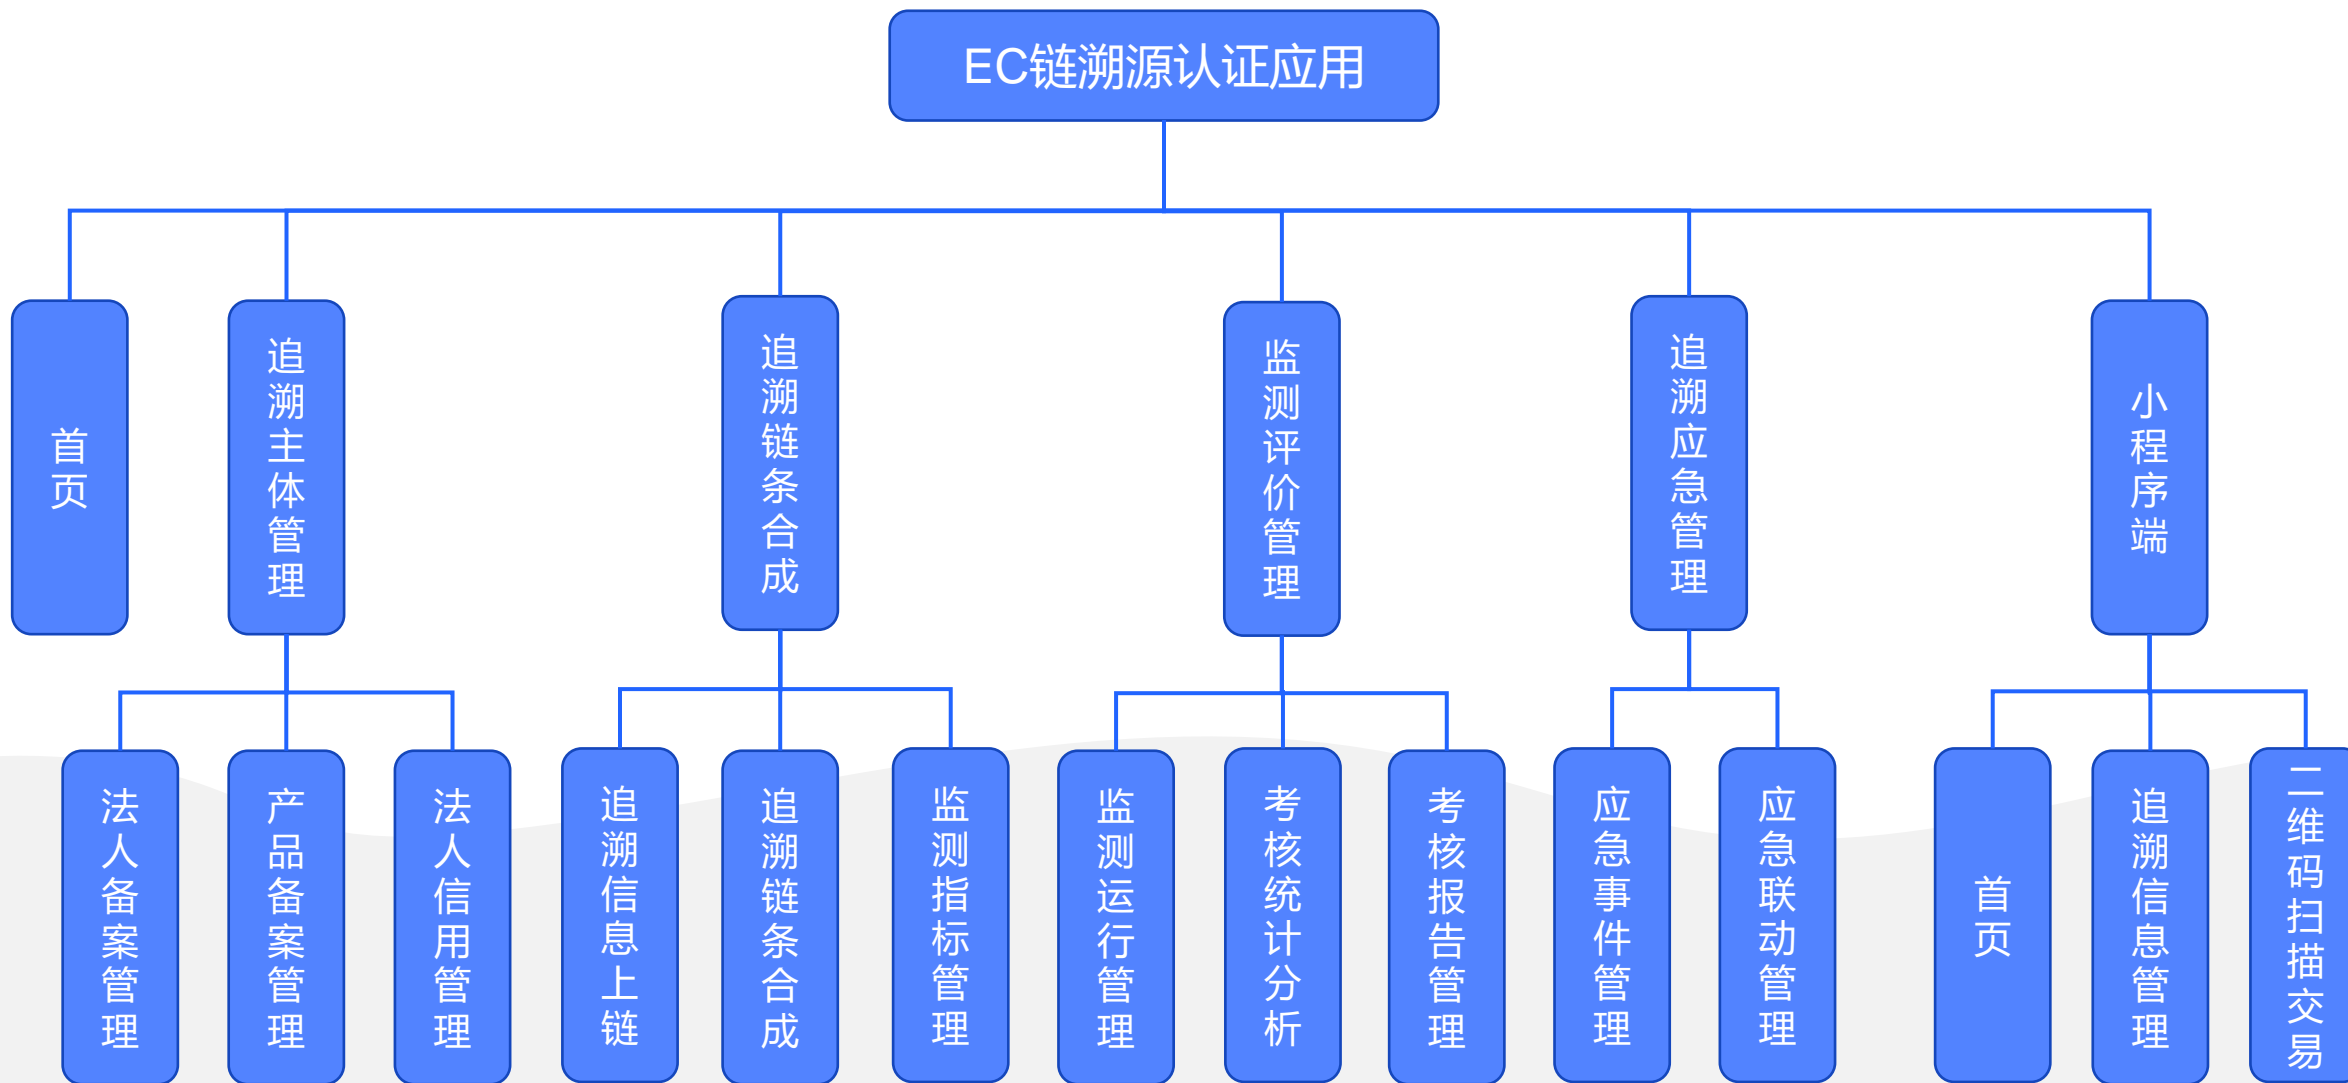 EC链溯源认证应用
首页
追溯主体管理
追溯链条合成
监测评价管理
追溯应急管理
小程序端
法人备案管理
产品备案管理
法人信用管理
追溯信息上链
追溯链条合成
监测指标管理
监测运行管理
考核统计分析
考核报告管理
应急事件管理
应急联动管理
首页
追溯信息管理
二维码扫描交易